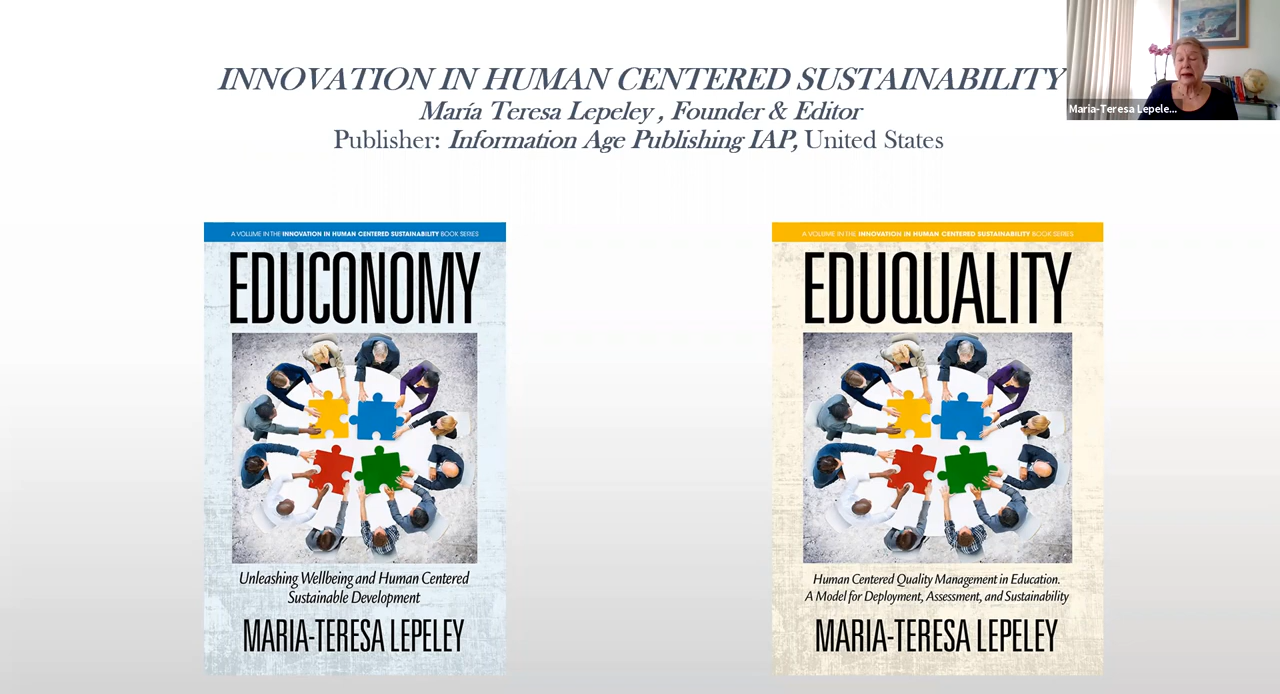 INNOVATION IN HUMAN CENTERED SUSTAINABILITY
María Teresa Lepeley , Founder & Editor
Publisher: Information Age Publishing IAP, United States
Maria-Teresa Lepele...
A VOLUME IN THE INNOVATION IN HUMAN CENTERED SUSTAINABILITY BOOK SERIES
EDUCONOMY
Unleashing Wellbeing and Human Centered
Sustainable Development
MARIA-TERESA LEPELEY
A VOLUME IN THE INNOVATION IN HUMAN CENTERED SUSTAINABILITY BOOK SERIES
EDUQUALITY
Human Centered Quality Management in Education.
A Model for Deployment, Assessment, and Sustainability
MARIA-TERESA LEPELEY